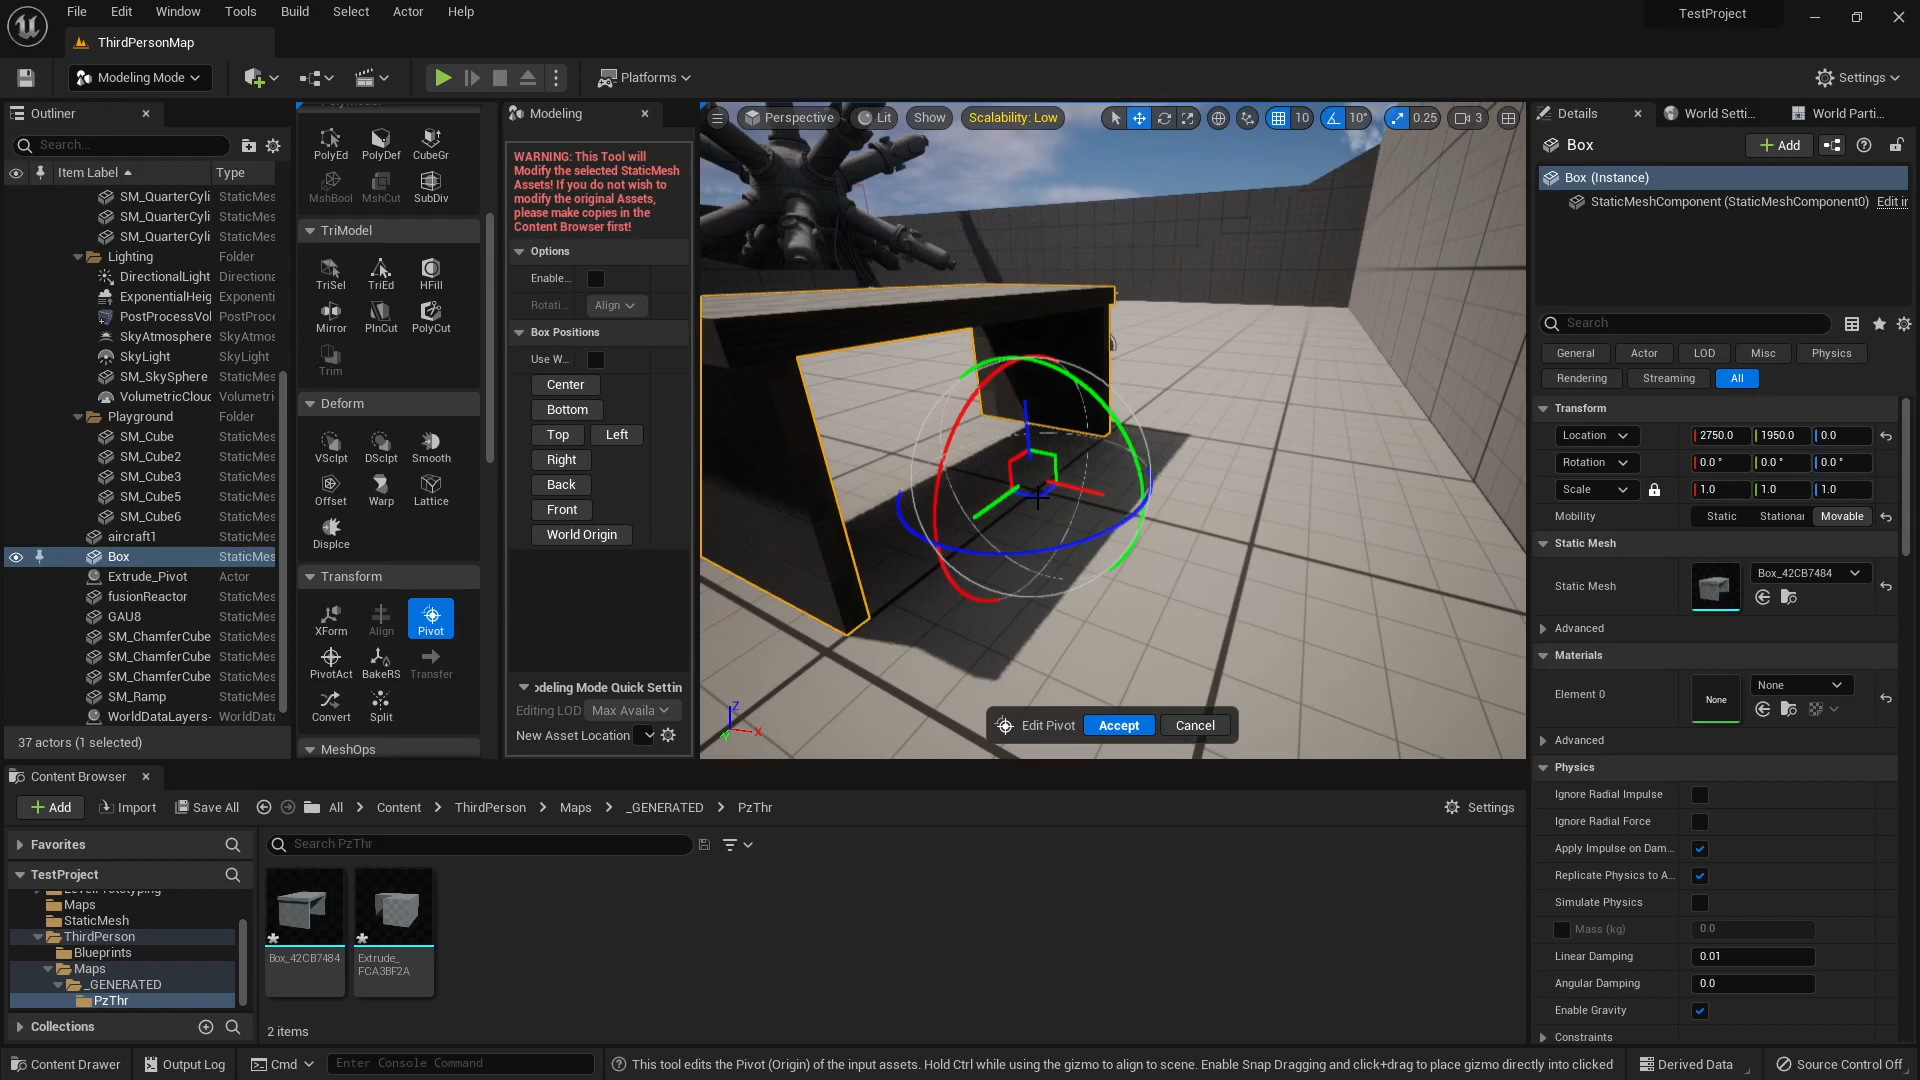 File Edit Window Tools Build Select Actor Help
TestProject
ThirdPersonMap
Modeling Mode
Platforms
Settings
Outliner
Search...
Item Label Type
SM_QuarterCyli StaticMes
SM_QuarterCyli StaticMes
SM_QuarterCyli StaticMes
Lighting Folder
DirectionalLight Directiona
ExponentialHeig Exponenti
PostProcessVol PostProce
SkyAtmosphere SkyAtmos
SkyLight SkyLight
SM_SkySphere StaticMes
VolumetricCloud Volumetri
Playground Folder
SM_Cube StaticMes
SM_Cube2 StaticMes
SM_Cube3 StaticMes
SM_Cube5 StaticMes
SM_Cube6 StaticMes
aircraft1 StaticMes
Box StaticMes
Extrude_Pivot Actor
fusionReactor StaticMes
GAU8 StaticMes
SM_ChamferCube StaticMes
SM_ChamferCube StaticMes
SM_ChamferCube StaticMes
SM_Ramp StaticMes
WorldDataLayers- WorldData
37 actors (1 selected)
PolyEd PolyDef CubeGr
MshBool MshCut SubDiv
TriModel
TriSel TriEd HFill
Mirror PlnCut PolyCut
Trim
Deform
VSclpt DSclpt Smooth
Offset Warp Lattice
Displce
Transform
XForm Align Pivot
PivotAct BakeRS Transfer
Convert Split
MeshOps
Modeling
WARNING: This Tool will
Modify the selected StaticMesh
Assets! If you do not wish to
modify the original Assets,
please make copies in the
Content Browser first!
Options
Enable...
Rotati... Align
Box Positions
Use W...
Center
Bottom
Top Left
Right
Back
Front
World Origin
odeling Mode Quick Settin
Editing LOD Max Availa
New Asset Location
Perspective Lit Show Scalability: Low 10 10° 0.25 3
Z
X
Y
Edit Pivot Accept Cancel
Details World Setti... World Parti...
Box Add
Box (Instance)
StaticMeshComponent (StaticMeshComponent0) Edit in
Search
General Actor LOD Misc Physics
Rendering Streaming All
Transform
Location 2750.0 1950.0 0.0
Rotation 0.0 ° 0.0 ° 0.0 °
Scale 1.0 1.0 1.0
Mobility Static Stationar Movable
Static Mesh
Static Mesh Box_42CB7484
Advanced
Materials
Element 0 None None
Advanced
Physics
Ignore Radial Impulse
Ignore Radial Force
Apply Impulse on Dam...
Replicate Physics to A...
Simulate Physics
Mass (kg) 0.0
Linear Damping 0.01
Angular Damping 0.0
Enable Gravity
Constraints
Content Browser
Add Import Save All All Content ThirdPerson Maps _GENERATED PzThr Settings
Favorites
Search PzThr
TestProject
LevelPrototyping
Maps
StaticMesh
ThirdPerson
Blueprints
Maps
_GENERATED
PzThr
Collections
Box_42CB7484
Extrude_
FCA3BF2A
2 items
Content Drawer Output Log Cmd Enter Console Command This tool edits the Pivot (Origin) of the input assets. Hold Ctrl while using the gizmo to align to scene. Enable Snap Dragging and click+drag to place gizmo directly into clicked Derived Data Source Control Off